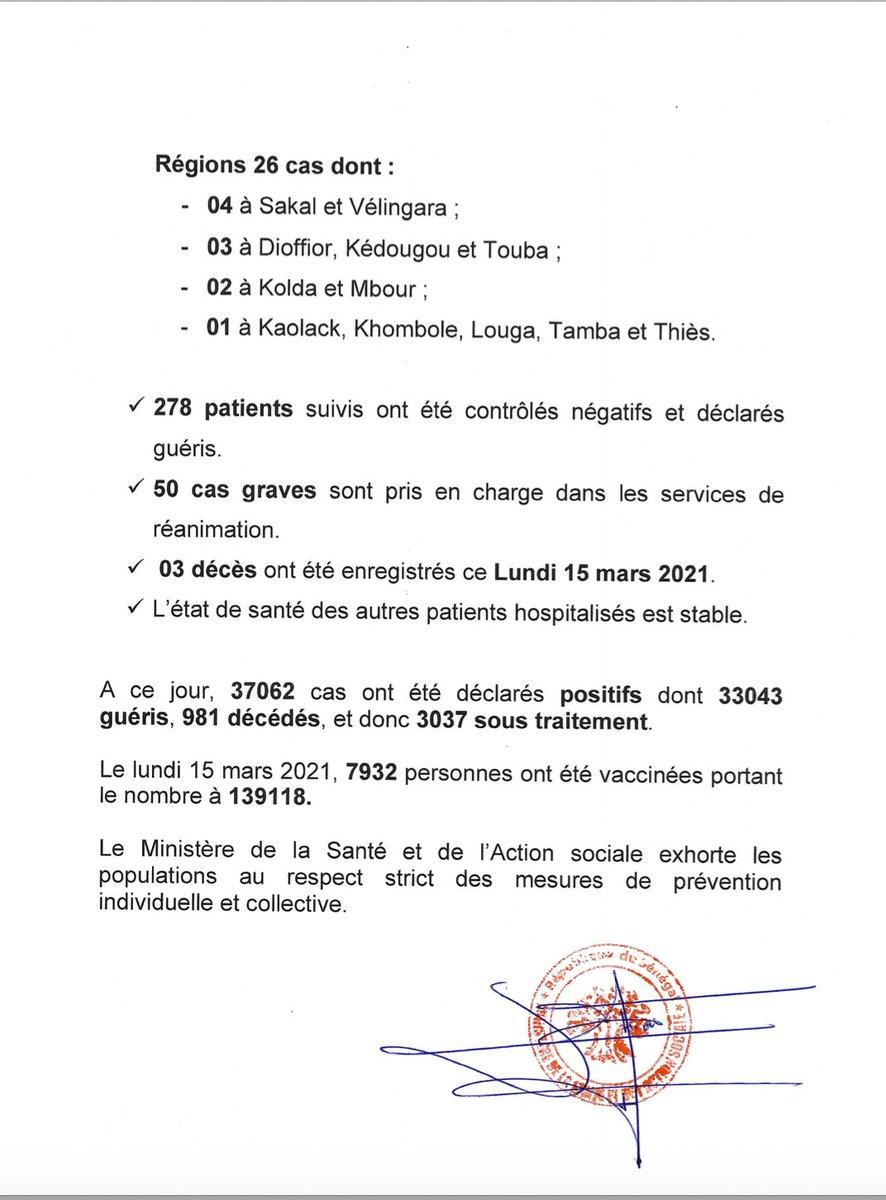 Régions 26 cas dont :
- 04 à Sakal et Vélingara ;
- 03 à Dioffior, Kédougou et Touba ;
- 02 à Kolda et Mbour ;
- 01 à Kaolack, Khombole, Louga, Tamba et Thiès.
✓ 278 patients suivis ont été contrôlés négatifs et déclarés
guéris.
✓ 50 cas graves sont pris en charge dans les services de
réanimation.
✓ 03 décès ont été enregistrés ce Lundi 15 mars 2021.
✓ L'état de santé des autres patients hospitalisés est stable.
A ce jour, 37062 cas ont été déclarés positifs dont 33043
guéris, 981 décédés, et donc 3037 sous traitement.
Le lundi 15 mars 2021, 7932 personnes ont été vaccinées portant
le nombre à 139118.
Le Ministère de la Santé et de l'Action sociale exhorte les
populations au respect strict des mesures de prévention
individuelle et collective.
République du Sénégal